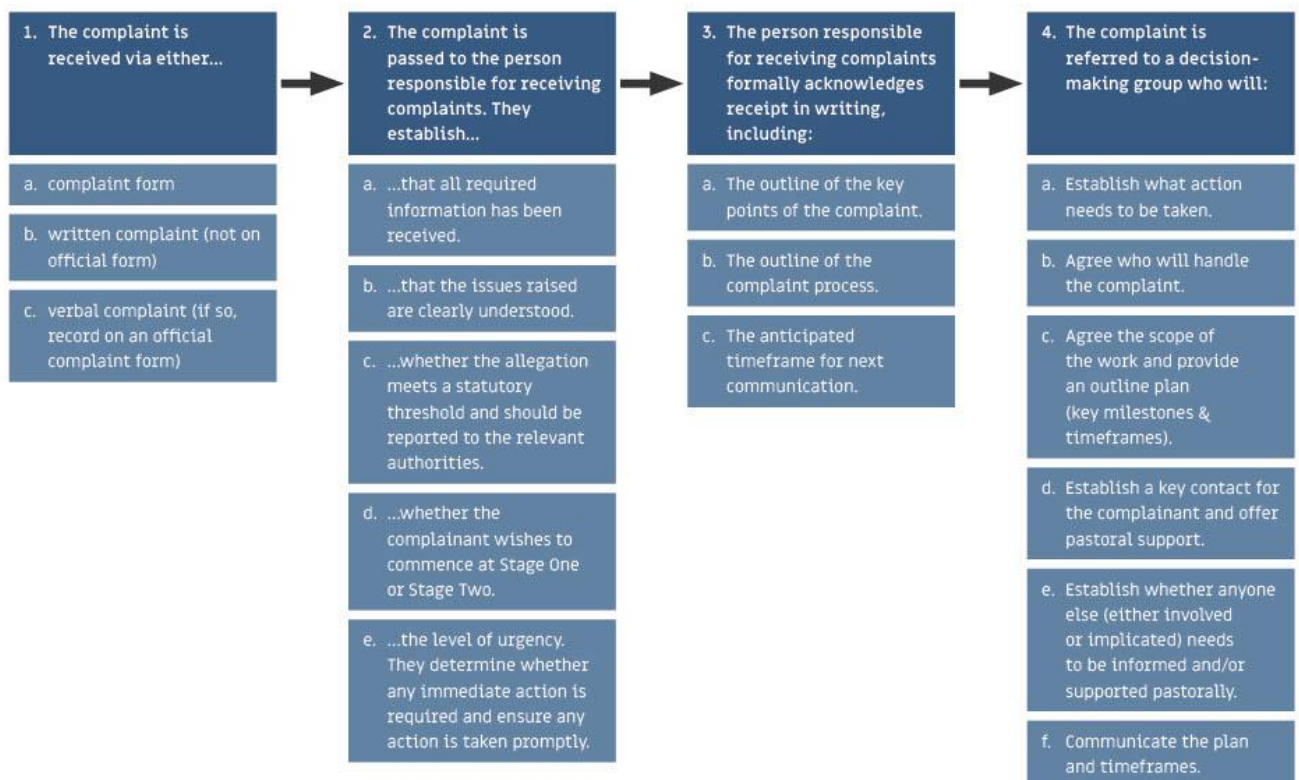 1. The complaint is
received via either...
a. complaint form
b. written complaint (not on
official form)
c. verbal complaint (if so,
record on an official
complaint form)
2. The complaint is
passed to the person
responsible for receiving
complaints. They
establish...
a. ...that all required
information has been
received.
b. ...that the issues raised
are clearly understood.
c. ...whether the allegation
meets a statutory
threshold and should be
reported to the relevant
authorities.
d. ...whether the
complainant wishes to
commence at Stage One
or Stage Two.
e. ...the level of urgency.
They determine whether
any immediate action is
required and ensure any
action is taken promptly.
3. The person responsible
for receiving complaints
formally acknowledges
receipt in writing,
including:
a. The outline of the key
points of the complaint.
b. The outline of the
complaint process.
c. The anticipated
timeframe for next
communication.
4. The complaint is
referred to a decision-
making group who will:
a. Establish what action
needs to be taken.
b. Agree who will handle
the complaint.
c. Agree the scope of
the work and provide
an outline plan
(key milestones &
timeframes).
d. Establish a key contact for
the complainant and offer
pastoral support.
e. Establish whether anyone
else (either involved
or implicated) needs
to be informed and/or
supported pastorally.
f. Communicate the plan
and timeframes.